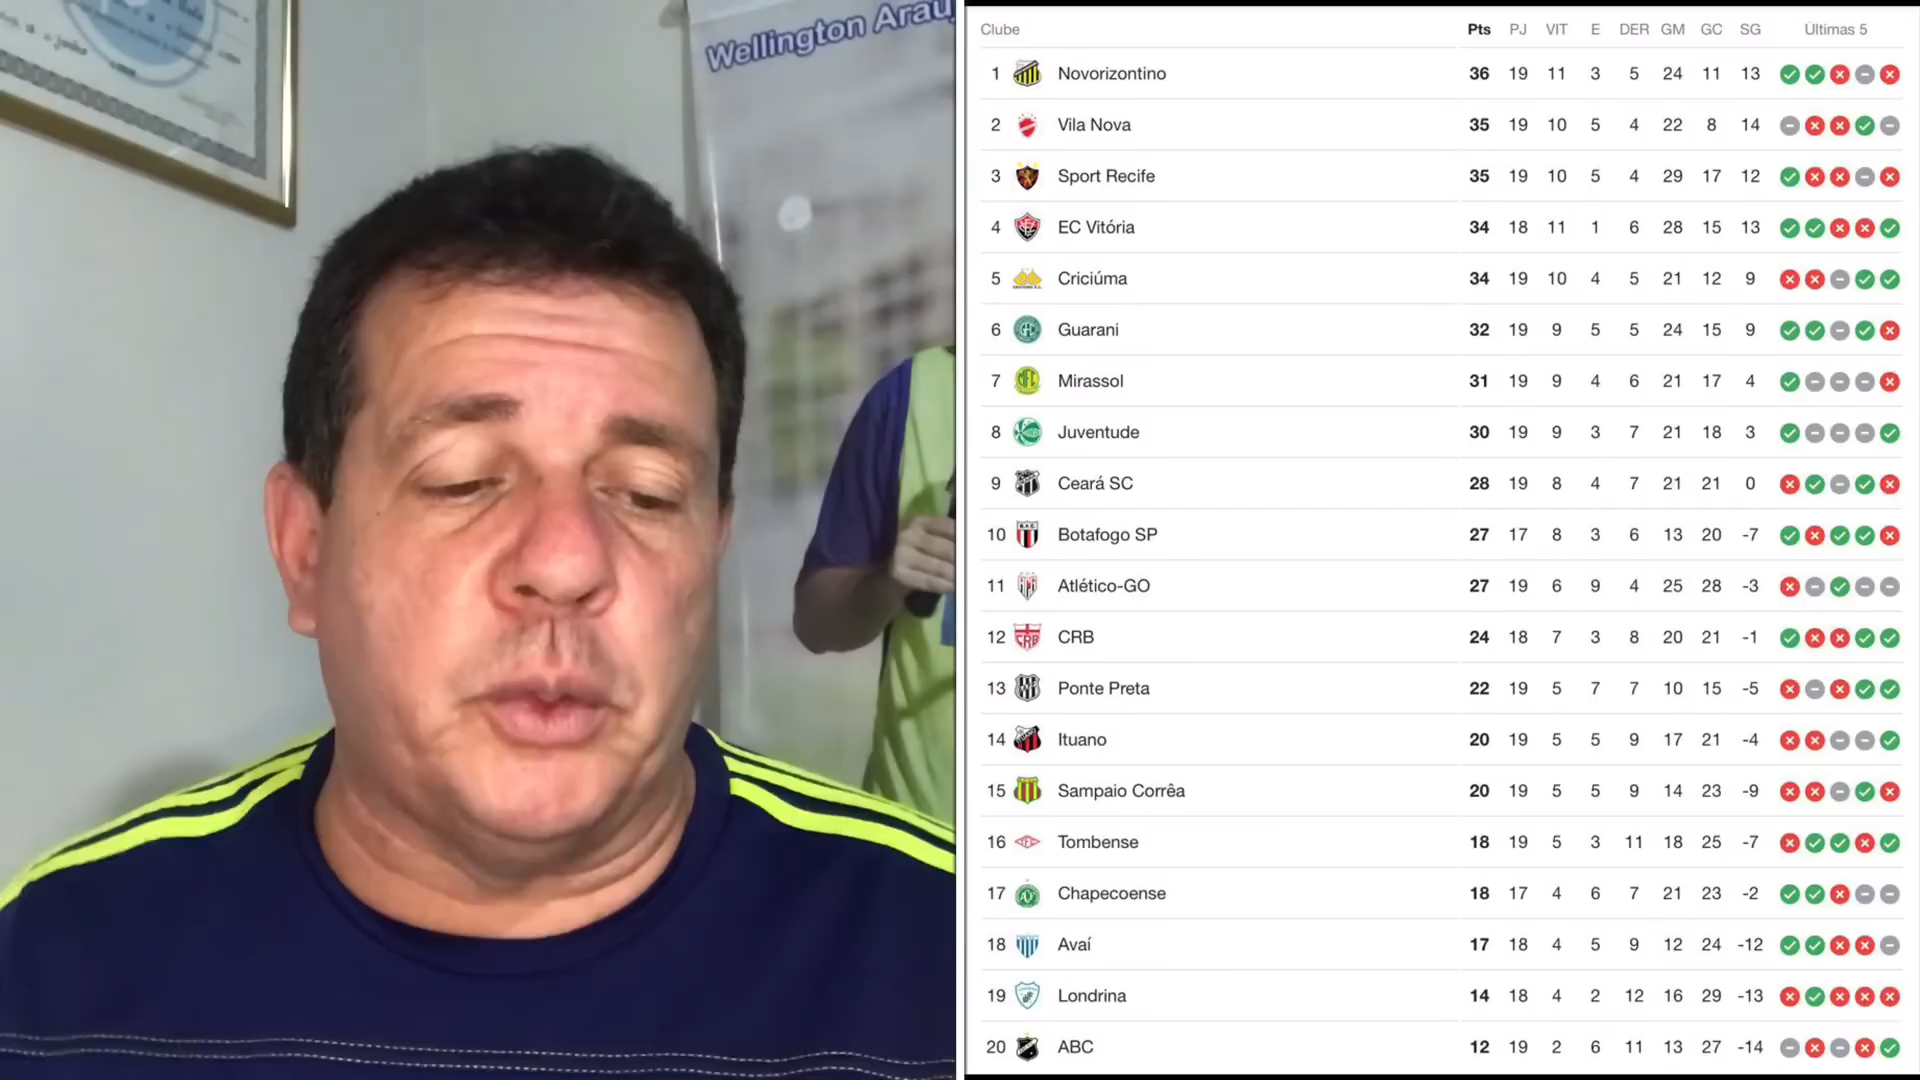 Wellington Arauj
Clube Pts PJ VIT E DER GM GC SG Últimas 5
1 Novorizontino 36 19 11 3 5 24 11 13
2 Vila Nova 35 19 10 5 4 22 8 14
3 Sport Recife 35 19 10 5 4 29 17 12
4 EC Vitória 34 18 11 1 6 28 15 13
5 Criciúma 34 19 10 4 5 21 12 9
6 Guarani 32 19 9 5 5 24 15 9
7 Mirassol 31 19 9 4 6 21 17 4
8 Juventude 30 19 9 3 7 21 18 3
9 Ceará SC 28 19 8 4 7 21 21 0
10 Botafogo SP 27 17 8 3 6 13 20 -7
11 Atlético-GO 27 19 6 9 4 25 28 -3
12 CRB 24 18 7 3 8 20 21 -1
13 Ponte Preta 22 19 5 7 7 10 15 -5
14 Ituano 20 19 5 5 9 17 21 -4
15 Sampaio Corrêa 20 19 5 5 9 14 23 -9
16 Tombense 18 19 5 3 11 18 25 -7
17 Chapecoense 18 17 4 6 7 21 23 -2
18 Avaí 17 18 4 5 9 12 24 -12
19 Londrina 14 18 4 2 12 16 29 -13
20 ABC 12 19 2 6 11 13 27 -14